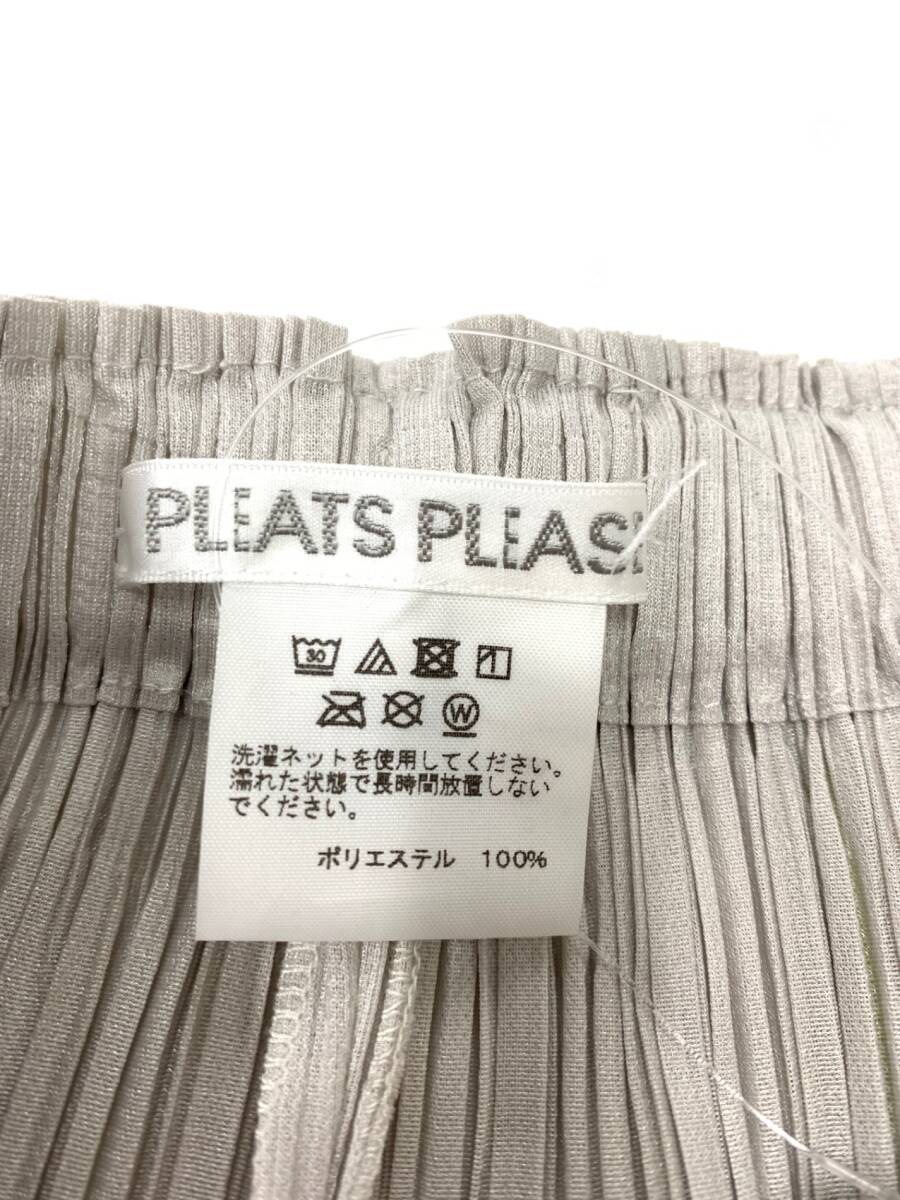 PLEATS PLEASE
30
W
洗濯ネットを使用してください。
濡れた状態で長時間放置しない
でください。
ポリエステル 100%